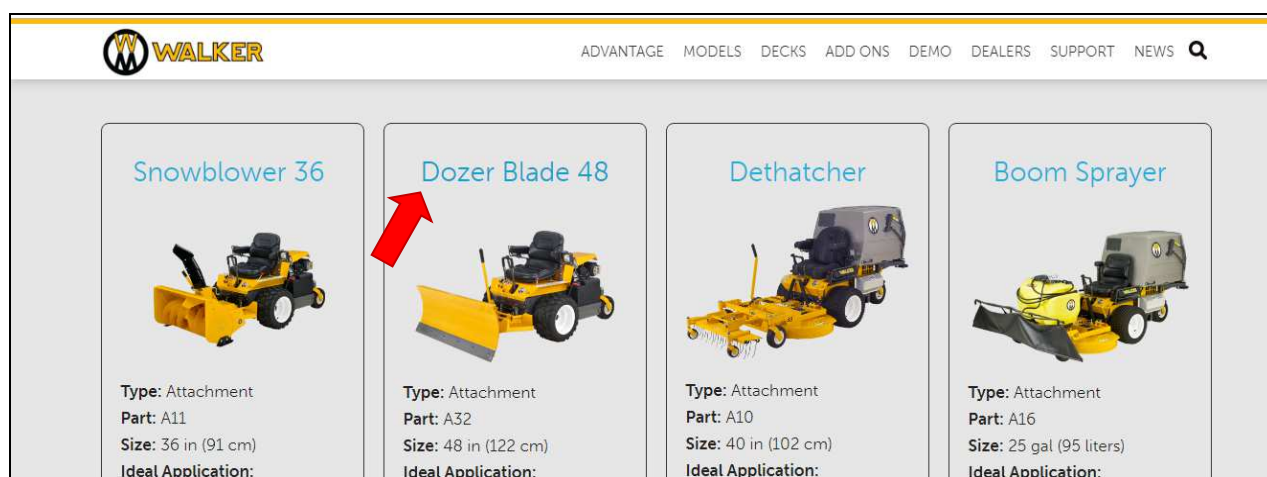 WALKER
ADVANTAGE MODELS DECKS ADD ONS DEMO DEALERS SUPPORT NEWS
Snowblower 36
Type: Attachment
Part: A11
Size: 36 in (91 cm)
Ideal Application:
Dozer Blade 48
Type: Attachment
Part: A32
Size: 48 in (122 cm)
Ideal Application:
Dethatcher
Type: Attachment
Part: A10
Size: 40 in (102 cm)
Ideal Application:
Boom Sprayer
Type: Attachment
Part: A16
Size: 25 gal (95 liters)
Ideal Application: